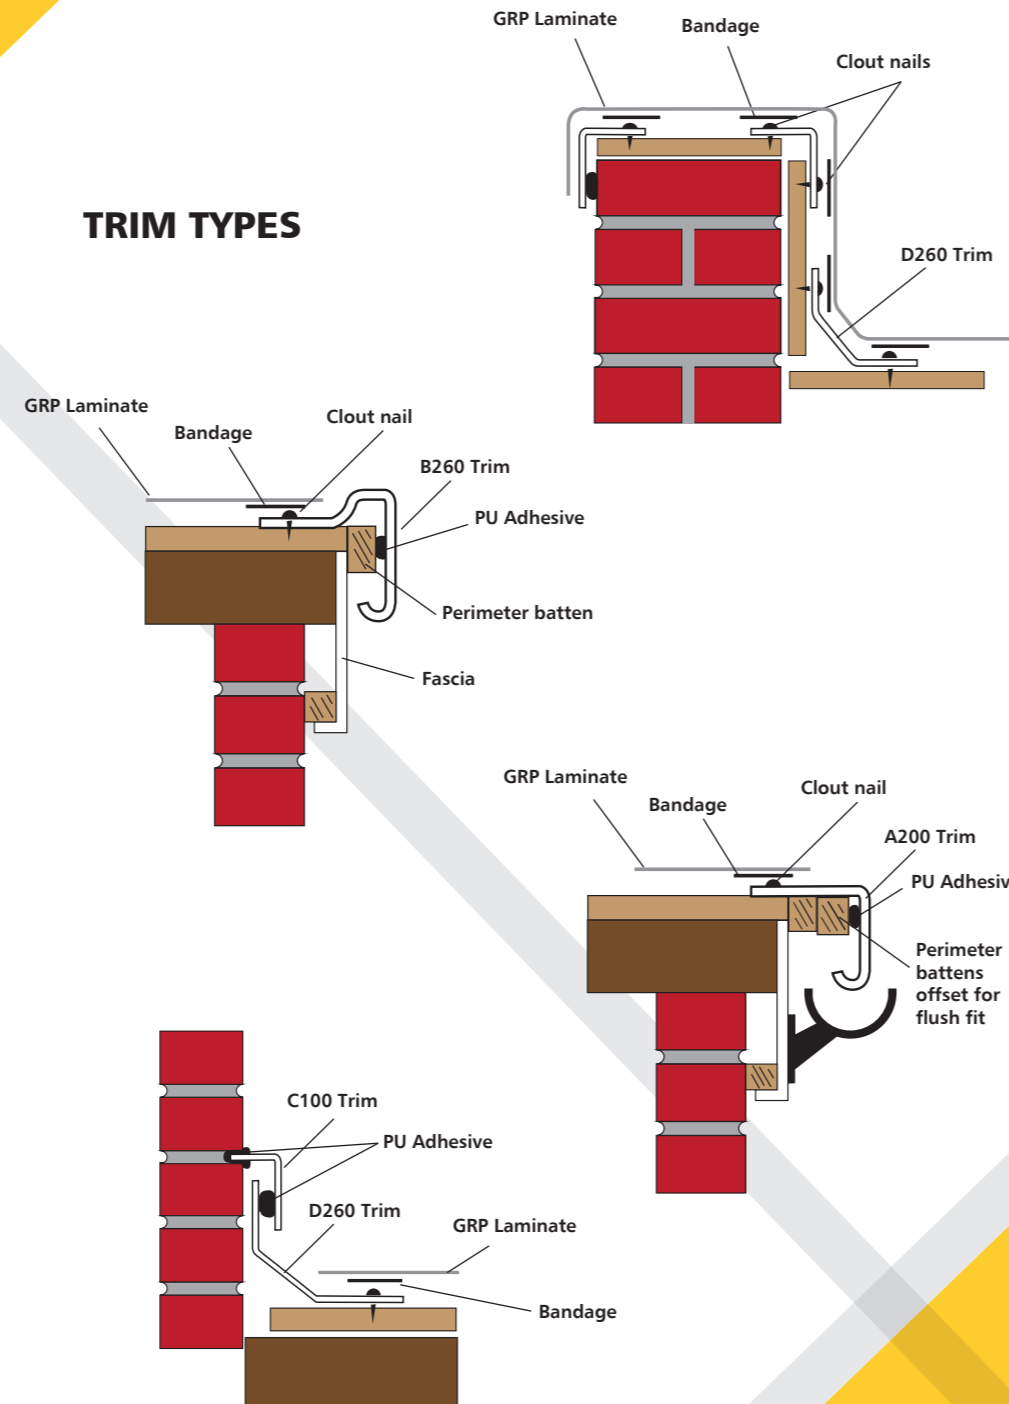 GRP Laminate
Bandage
Clout nails
TRIM TYPES
D260 Trim
GRP Laminate
Bandage
Clout nail
B260 Trim
PU Adhesive
Perimeter batten
Fascia
GRP Laminate
Bandage
Clout nail
A200 Trim
PU Adhesiv
Perimeter
battens
offset for
flush fit
C100 Trim
PU Adhesive
D260 Trim
GRP Laminate
Bandage